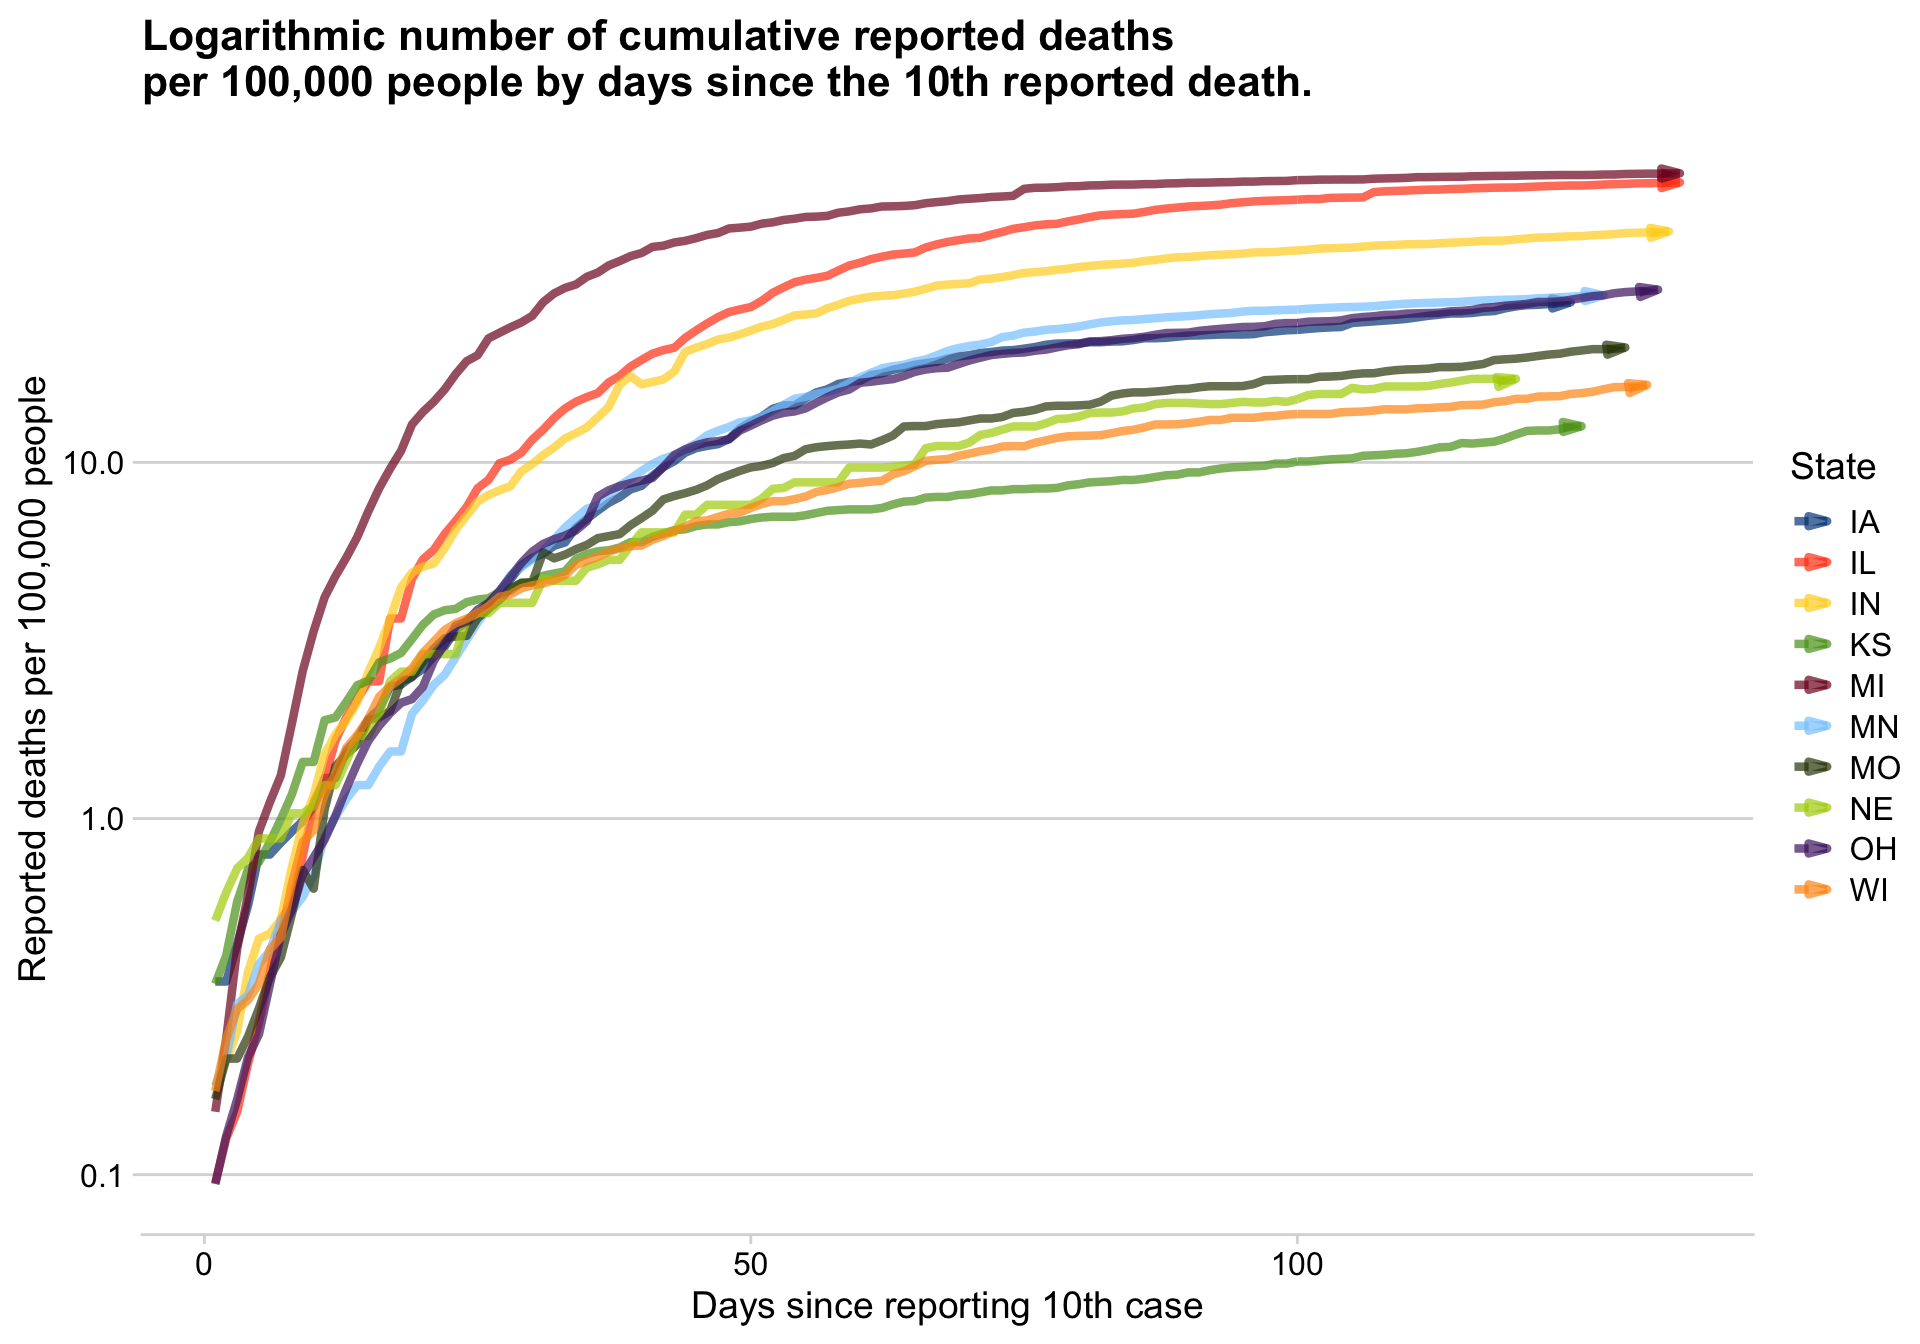 Logarithmic number of cumulative reported deaths
per 100,000 people by days since the 10th reported death.
Reported deaths per 100,000 people
10.0
1.0
0.1
0
50
100
Days since reporting 10th case
State
IA
IL
IN
KS
MI
MN
MO
NE
OH
WI